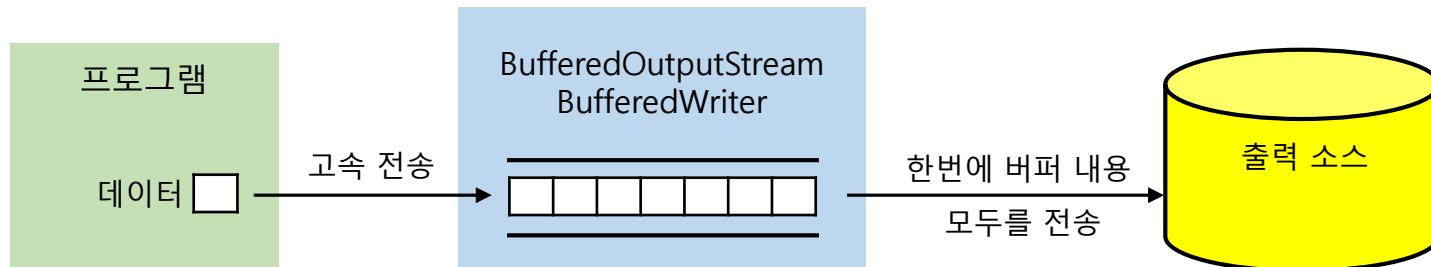 프로그램
데이터
고속 전송
BufferedOutputStream
BufferedWriter
한번에 버퍼 내용
모두를 전송
출력 소스